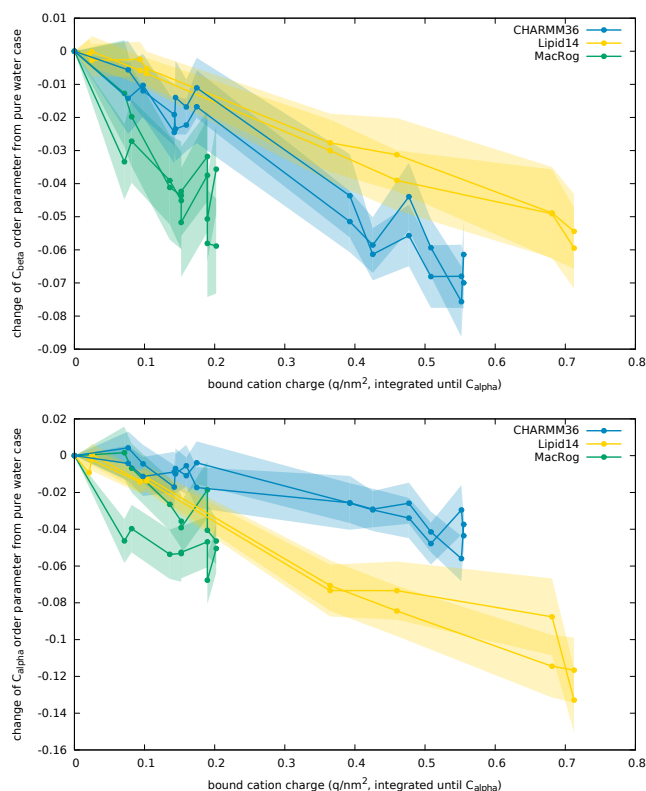 change of C_beta order parameter from pure water case
0.01
0
-0.01
-0.02
-0.03
-0.04
-0.05
-0.06
-0.07
-0.08
-0.09
CHARMM36
Lipid14
MacRog
0 0.1 0.2 0.3 0.4 0.5 0.6 0.7 0.8
bound cation charge (q/nm², integrated until C_alpha)
change of C_alpha order parameter from pure water case
0.02
0
-0.02
-0.04
-0.06
-0.08
-0.1
-0.12
-0.14
-0.16
CHARMM36
Lipid14
MacRog
0 0.1 0.2 0.3 0.4 0.5 0.6 0.7 0.8
bound cation charge (q/nm², integrated until C_alpha)